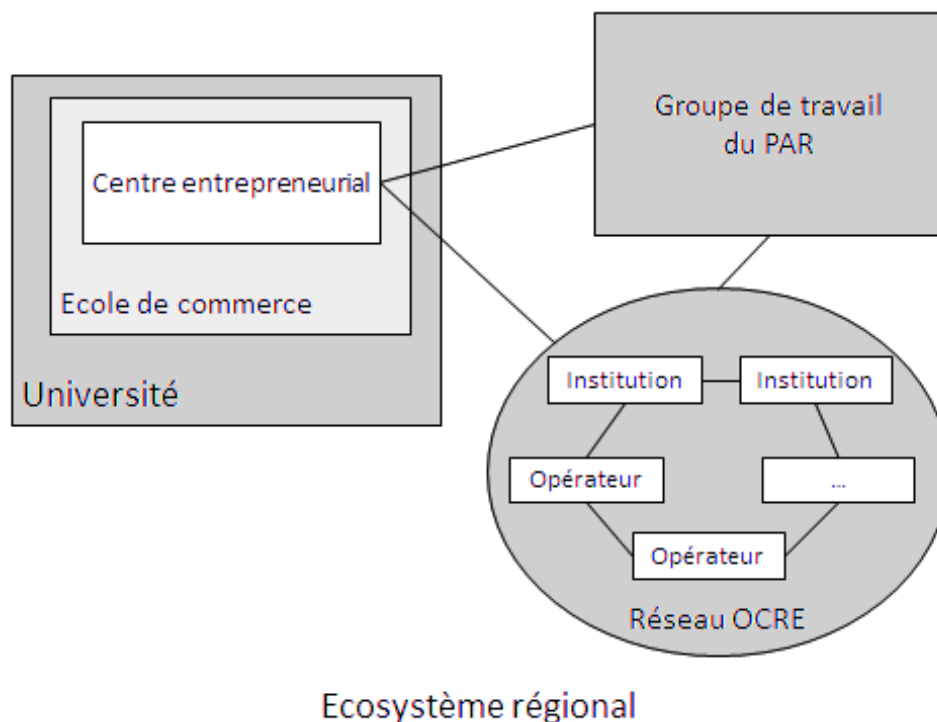 Groupe de travail
du PAR
Centre entrepreneurial
Ecole de commerce
Université
Institution
Institution
Opérateur
...
Opérateur
Réseau OCRE
Ecosystème régional